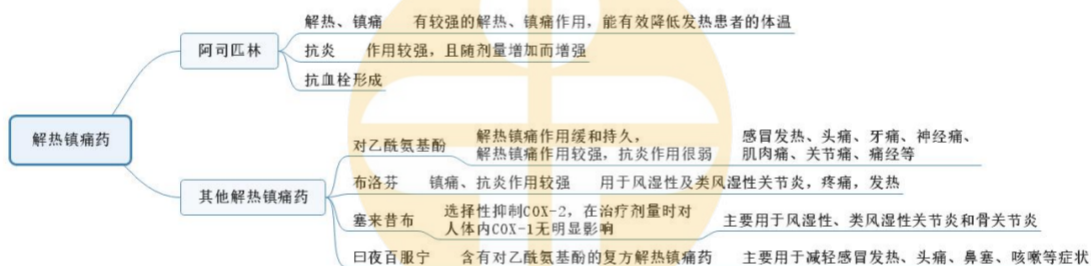 解热镇痛药
阿司匹林
解热、镇痛 有较强的解热、镇痛作用，能有效降低发热患者的体温
抗炎 作用较强，且随剂量增加而增强
抗血栓形成
其他解热镇痛药
对乙酰氨基酚
解热镇痛作用缓和持久，
解热镇痛作用较强，抗炎作用很弱
感冒发热、头痛、牙痛、神经痛、
肌肉痛、关节痛、痛经等
布洛芬 镇痛、抗炎作用较强 用于风湿性及类风湿性关节炎，疼痛，发热
塞来昔布
选择性抑制COX-2，在治疗剂量时对
人体内COX-1无明显影响
主要用于风湿性、类风湿性关节炎和骨关节炎
日夜百服宁 含有对乙酰氨基酚的复方解热镇痛药 主要用于减轻感冒发热、头痛、鼻塞、咳嗽等症状